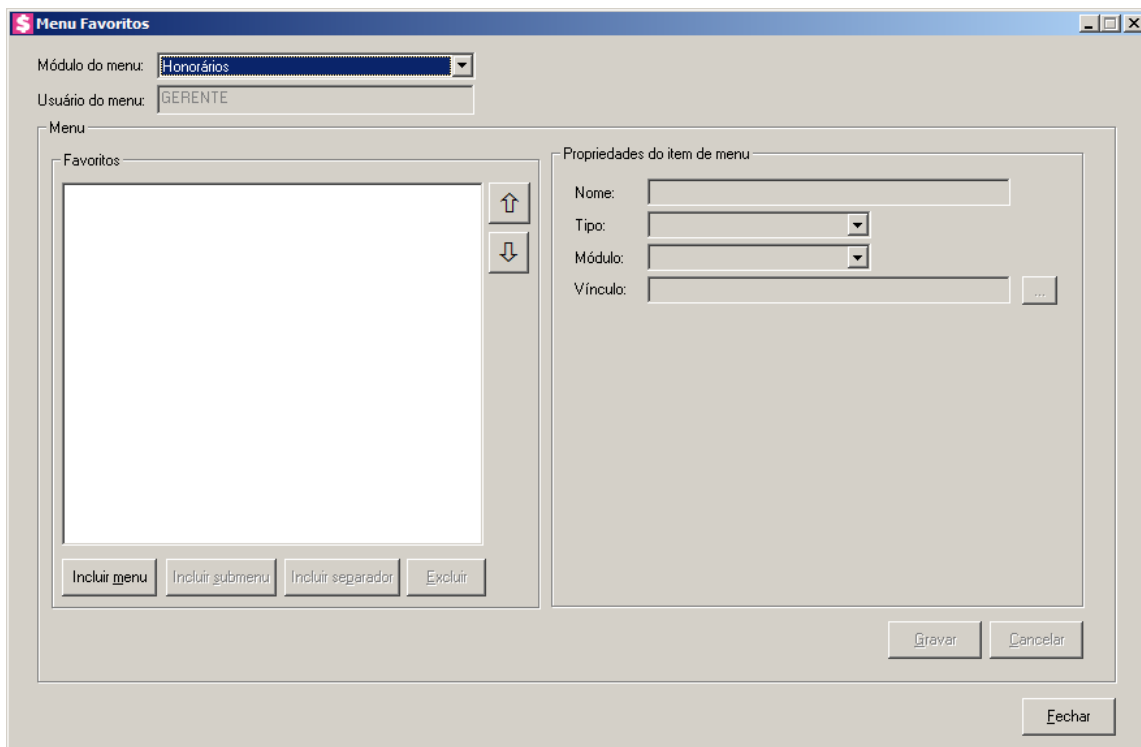 Menu Favoritos
Módulo do menu: Honorários
Usuário do menu: GERENTE
Menu
Favoritos
Propriedades do item de menu
Nome:
Tipo:
Módulo:
Vínculo: ...
Incluir menu Incluir submenu Incluir separador Excluir
Gravar Cancelar
Fechar